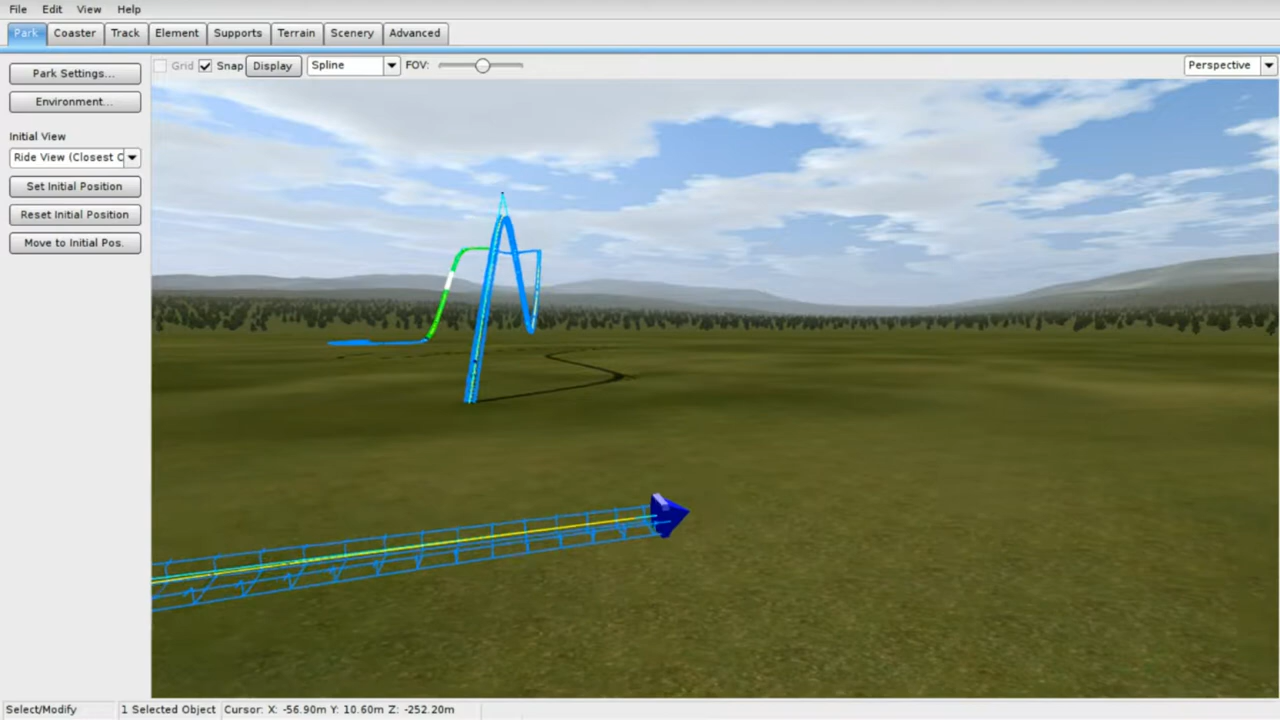 File Edit View Help
Park Coaster Track Element Supports Terrain Scenery Advanced
Park Settings...
Environment...
Initial View
Ride View (Closest C
Set Initial Position
Reset Initial Position
Move to Initial Pos.
Grid Snap Display Spline FOV: Perspective
Select/Modify 1 Selected Object Cursor: X: -56.90m Y: 10.60m Z: -252.20m